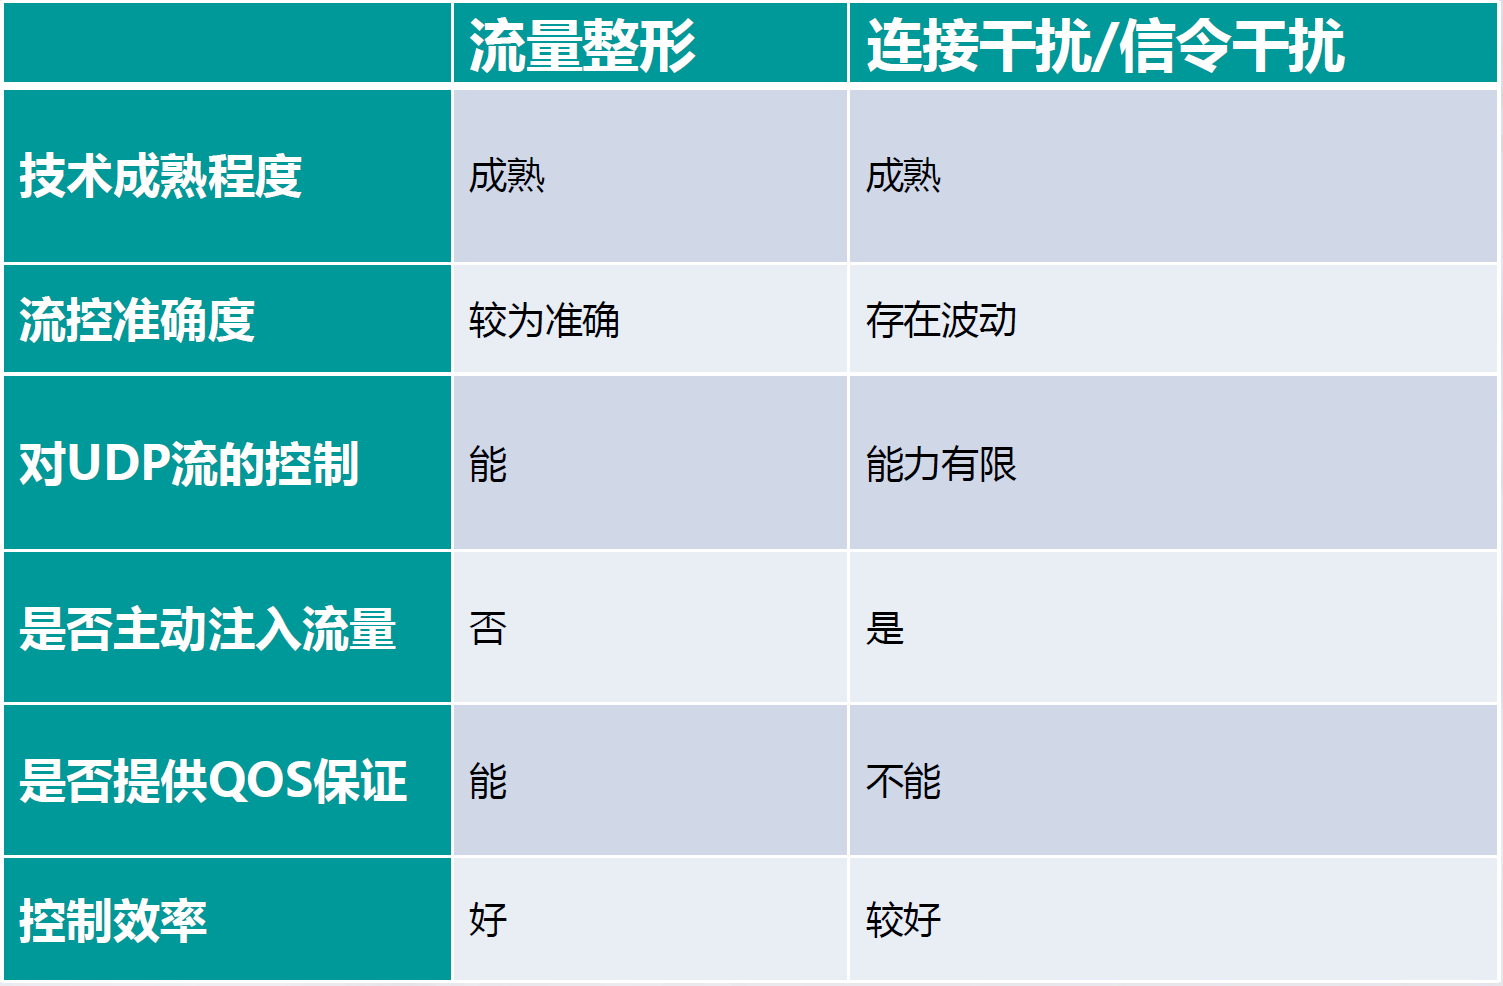 流量整形 连接干扰/信令干扰
技术成熟程度 成熟 成熟
流控准确度 较为准确 存在波动
对UDP流的控制 能 能力有限
是否主动注入流量 否 是
是否提供QOS保证 能 不能
控制效率 好 较好